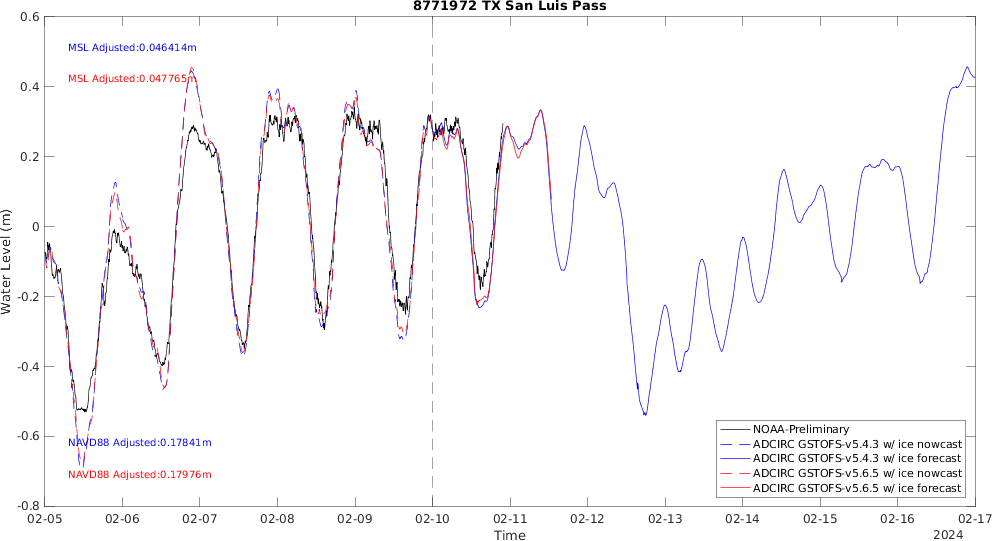 8771972 TX San Luis Pass
0.6
0.4
0.2
0
-0.2
-0.4
-0.6
-0.8
Water Level (m)
MSL Adjusted:0.046414m
MSL Adjusted:0.047765m
NAVD88 Adjusted:0.17841m
NAVD88 Adjusted:0.17976m
NOAA-Preliminary
ADCIRC GSTOFS-v5.4.3 w/ ice nowcast
ADCIRC GSTOFS-v5.4.3 w/ ice forecast
ADCIRC GSTOFS-v5.6.5 w/ ice nowcast
ADCIRC GSTOFS-v5.6.5 w/ ice forecast
02-05 02-06 02-07 02-08 02-09 02-10 02-11 02-12 02-13 02-14 02-15 02-16 02-17
Time
2024